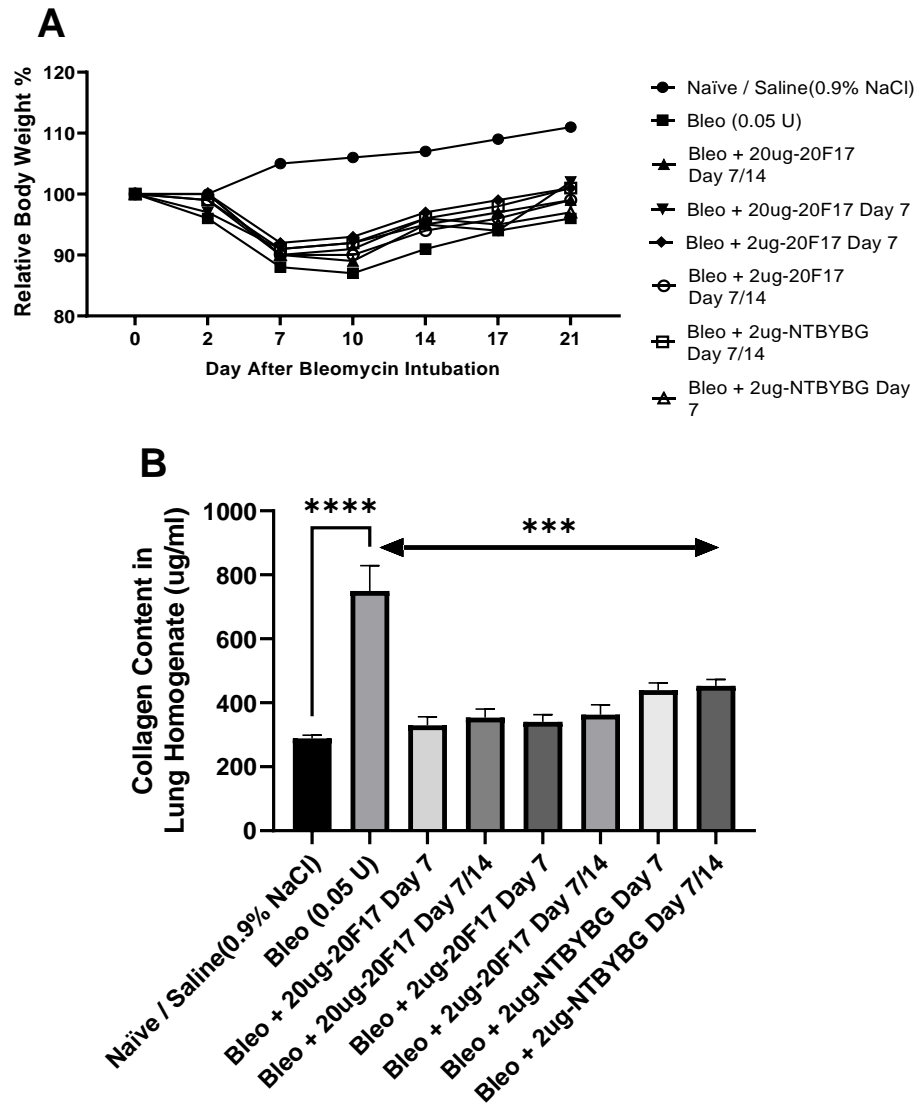 A
Relative Body Weight %
120
110
100
90
80
0 2 7 10 14 17 21
Day After Bleomycin Intubation
Naïve / Saline(0.9% NaCl)
Bleo (0.05 U)
Bleo + 20ug-20F17
Day 7/14
Bleo + 20ug-20F17 Day 7
Bleo + 2ug-20F17 Day 7
Bleo + 2ug-20F17
Day 7/14
Bleo + 2ug-NTBYBG
Day 7/14
Bleo + 2ug-NTBYBG Day
7
B
Collagen Content in
Lung Homogenate (ug/ml)
1000
800
600
400
200
0
****
***
Naïve / Saline(0.9% NaCl)
Bleo (0.05 U)
Bleo + 20ug-20F17 Day 7
Bleo + 20ug-20F17 Day 7/14
Bleo + 2ug-20F17 Day 7
Bleo + 2ug-20F17 Day 7/14
Bleo + 2ug-NTBYBG Day 7
Bleo + 2ug-NTBYBG Day 7/14